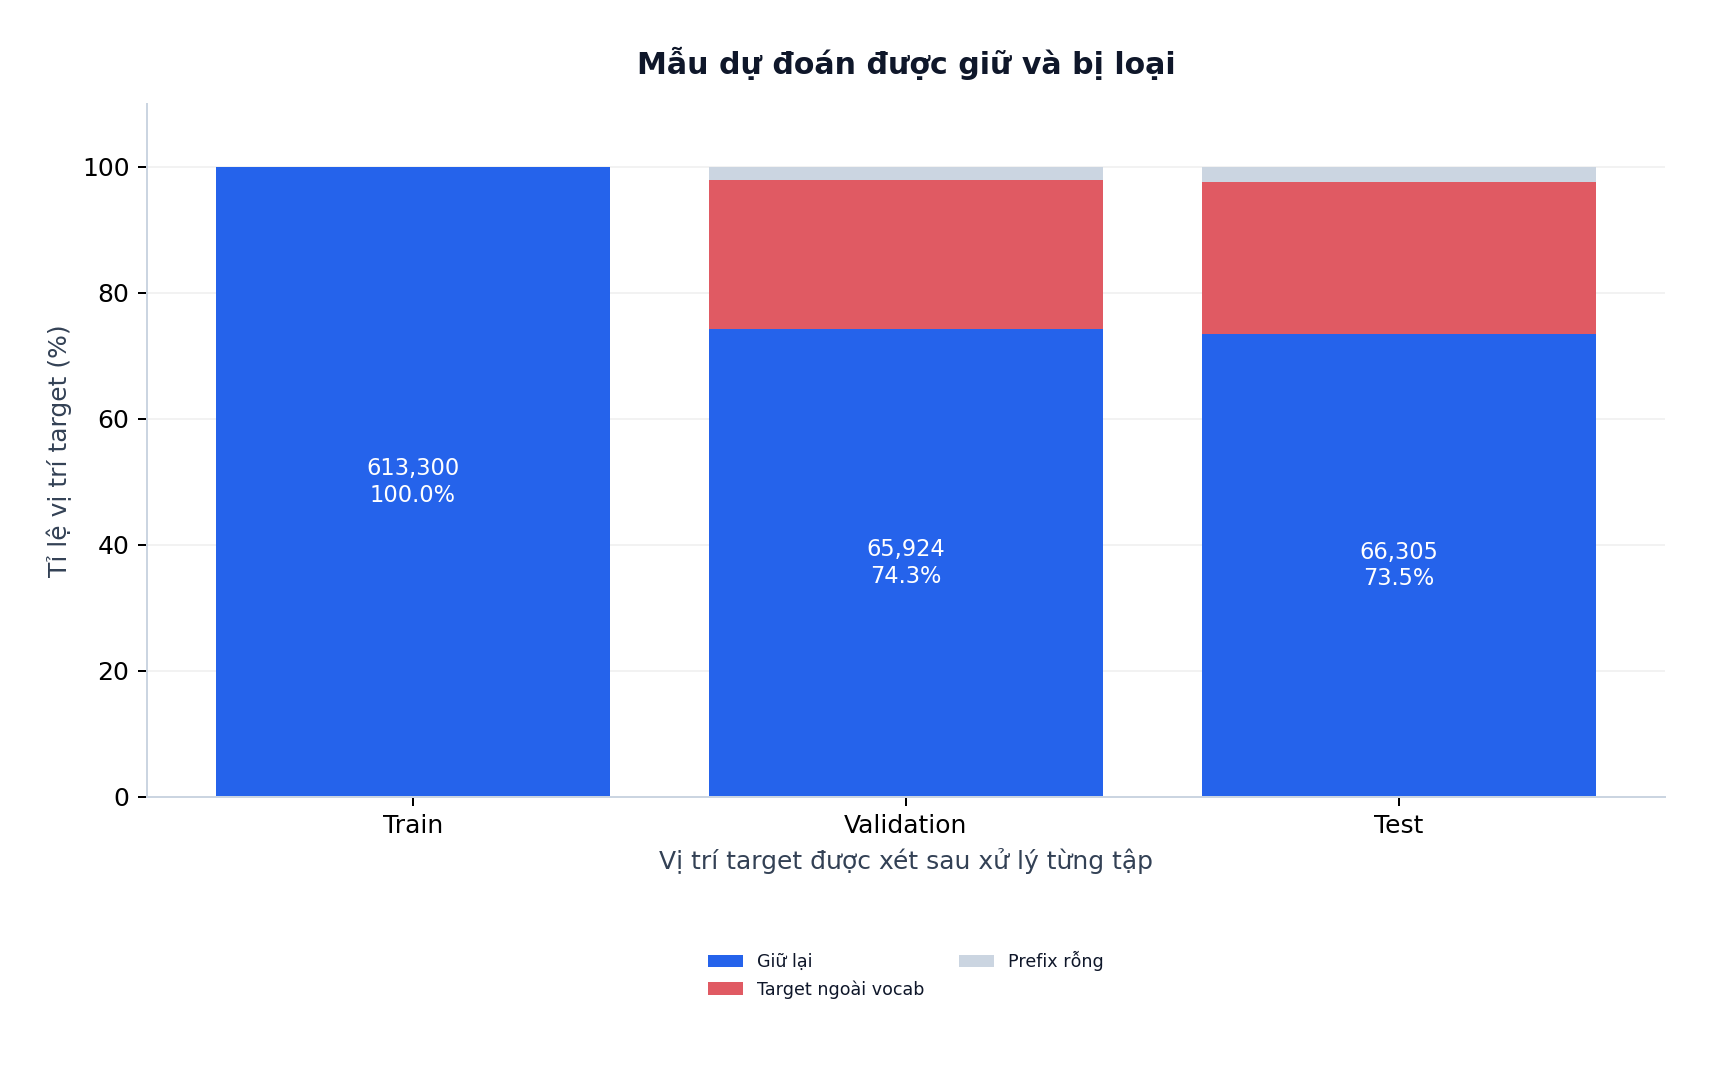 Mẫu dự đoán được giữ và bị loại
Tỉ lệ vị trí target (%)
100
80
60
40
20
0
613,300
100.0%
65,924
74.3%
66,305
73.5%
Train
Validation
Test
Vị trí target được xét sau xử lý từng tập
Giữ lại
Target ngoài vocab
Prefix rỗng